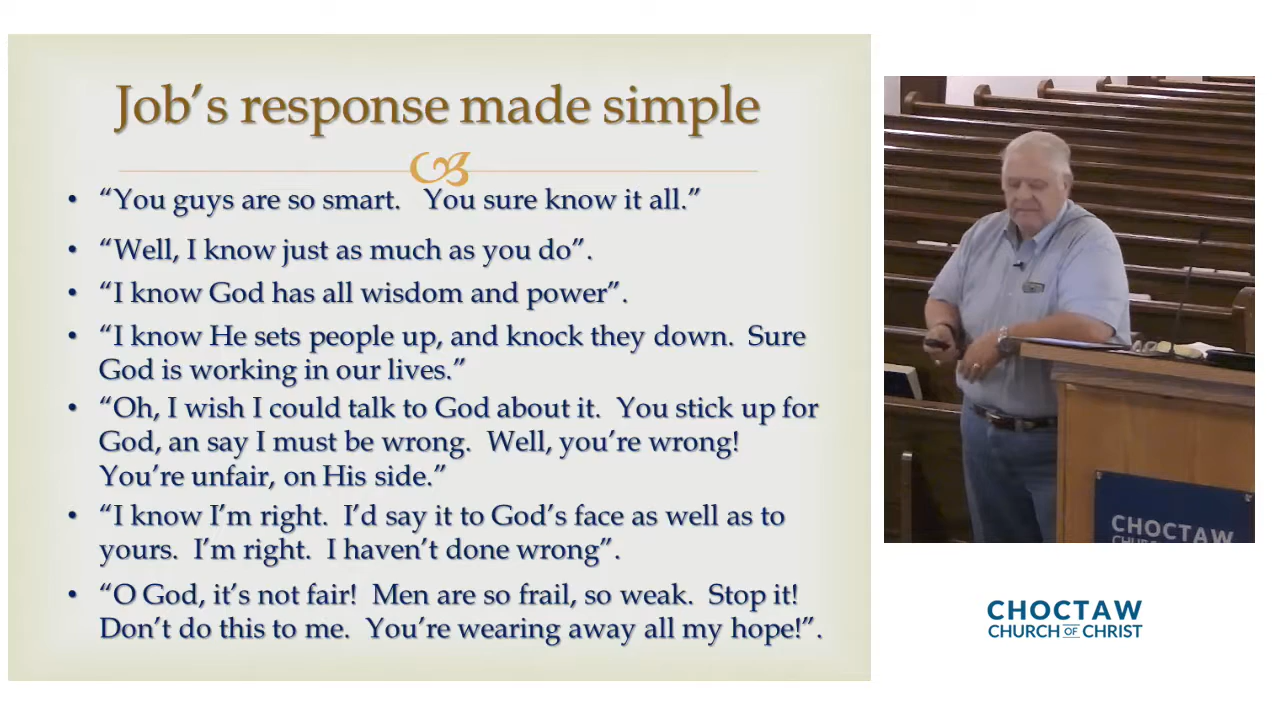 Job’s response made simple
• “You guys are so smart. You sure know it all.”
• “Well, I know just as much as you do”.
• “I know God has all wisdom and power”.
• “I know He sets people up, and knock they down. Sure
God is working in our lives.”
• “Oh, I wish I could talk to God about it. You stick up for
God, an say I must be wrong. Well, you’re wrong!
You’re unfair, on His side.”
• “I know I’m right. I’d say it to God’s face as well as to
yours. I’m right. I haven’t done wrong”.
• “O God, it’s not fair! Men are so frail, so weak. Stop it!
Don’t do this to me. You’re wearing away all my hope!”.
CHOCTAW
CHOCTAW
CHURCH OF CHRIST